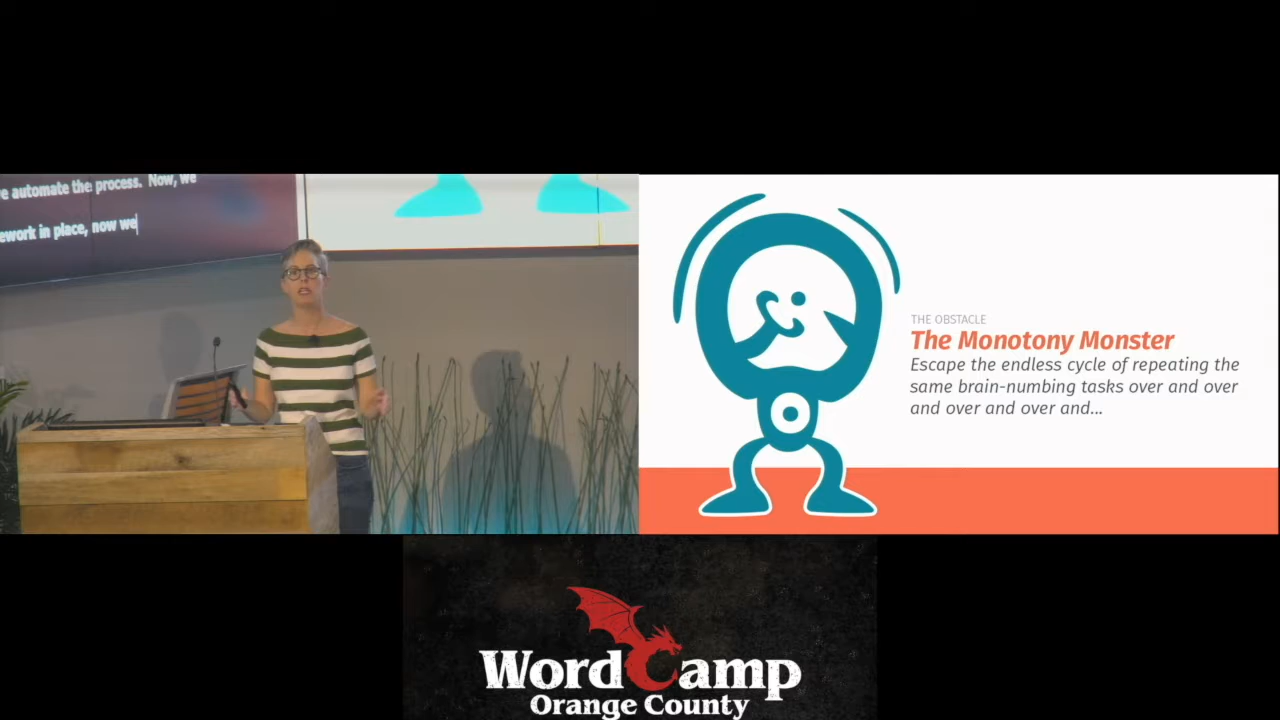 e automate the process. Now, we
ework in place, now we
THE OBSTACLE
The Monotony Monster
Escape the endless cycle of repeating the
same brain-numbing tasks over and over
and over and over and...
WordCamp
Orange County